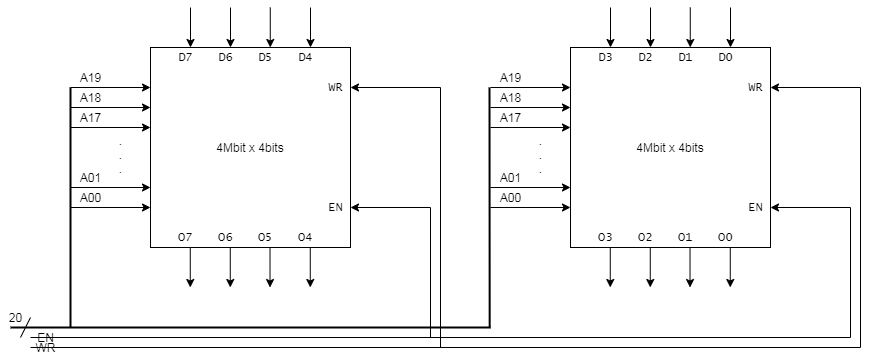 D7 D6 D5 D4
A19
A18
A17
A01
A00
WR
4Mbit x 4bits
EN
O7 O6 O5 O4
D3 D2 D1 D0
A19
A18
A17
A01
A00
WR
4Mbit x 4bits
EN
O3 O2 O1 O0
20
EN
WR